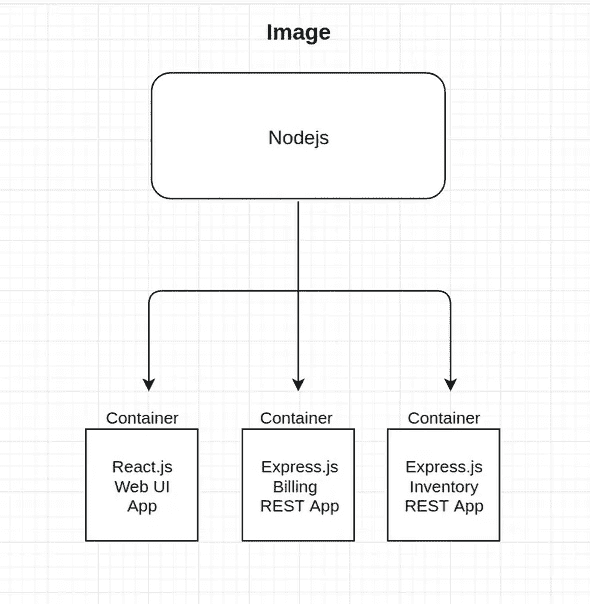 Image
Nodejs
Container
React.js
Web UI
App
Container
Express.js
Billing
REST App
Container
Express.js
Inventory
REST App